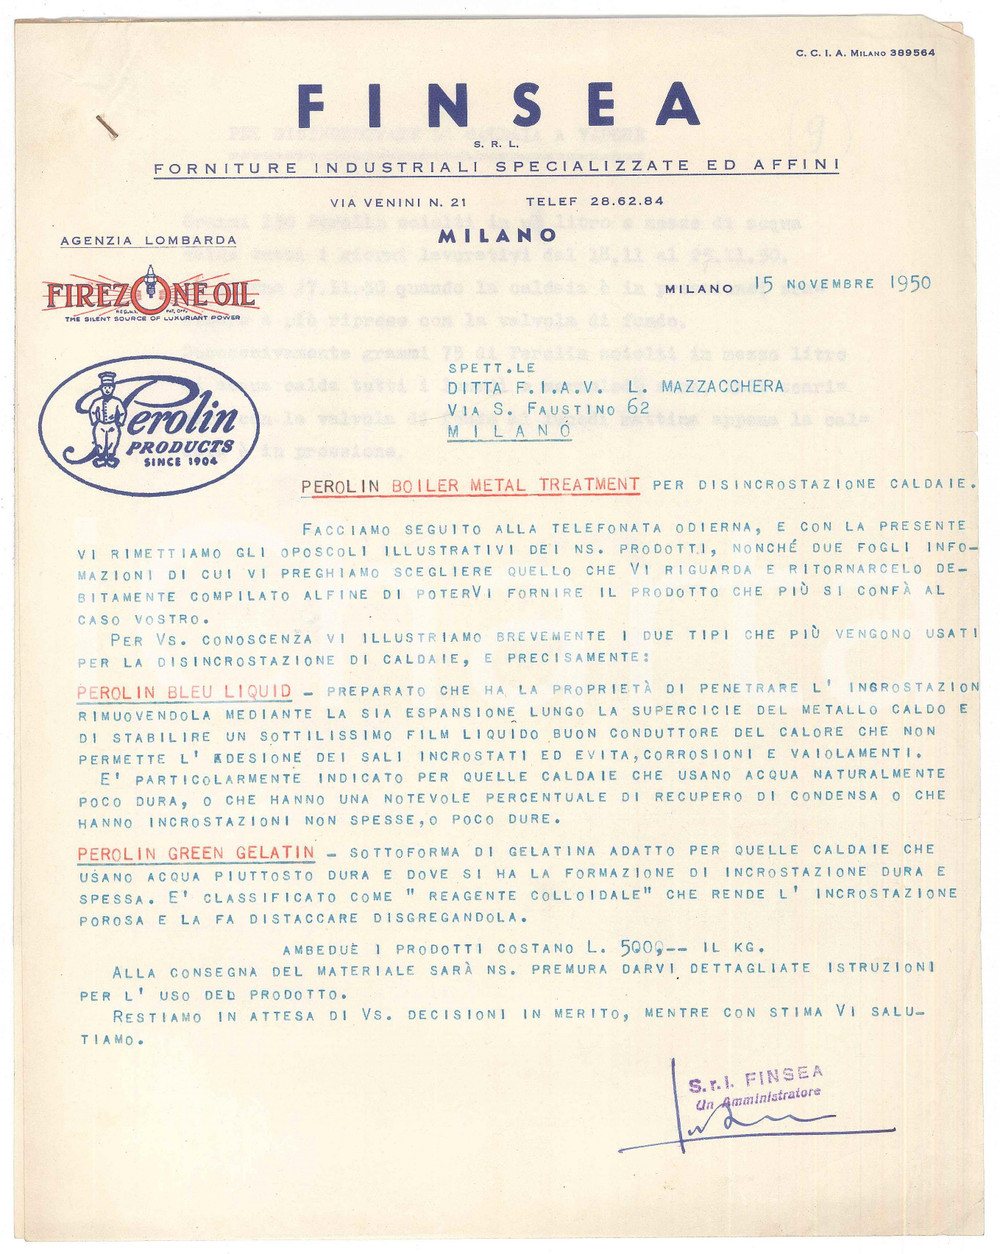 C. C. I. A. MILANO 389564
FINSEA
S. R. L.
FORNITURE INDUSTRIALI SPECIALIZZATE ED AFFINI
VIA VENINI N. 21 TELEF 28.62.84
AGENZIA LOMBARDA
MILANO
FIREZONE OIL
THE SILENT SOURCE OF LUXURIANT POWER
MILANO 15 NOVEMBRE 1950
Perolin
PRODUCTS
SINCE 1904
SPETT.LE
DITTA F.I.A.V. L. MAZZACCHERA
VIA S. FAUSTINO 62
MILANO
PEROLIN BOILER METAL TREATMENT PER DISINCROSTAZIONE CALDAIE.
FACCIAMO SEGUITO ALLA TELEFONATA ODIERNA, E CON LA PRESENTE
VI RIMETTIAMO GLI OPOSCOLI ILLUSTRATIVI DEI NS. PRODOTTI, NONCHÉ DUE FOGLI INFO-
MAZIONI DI CUI VI PREGHIAMO SCEGLIERE QUELLO CHE VI RIGUARDA E RITORNARCELO DE-
BITAMENTE COMPILATO ALFINE DI POTERVI FORNIRE IL PRODOTTO CHE PIÙ SI CONFÀ AL
CASO VOSTRO.
PER VS. CONOSCENZA VI ILLUSTRIAMO BREVEMENTE I DUE TIPI CHE PIÙ VENGONO USATI
PER LA DISINCROSTAZIONE DI CALDAIE, E PRECISAMENTE:
PEROLIN BLEU LIQUID - PREPARATO CHE HA LA PROPRIETÀ DI PENETRARE L' INGROSTAZION
RIMUOVENDOLA MEDIANTE LA SIA ESPANSIONE LUNGO LA SUPERCICIE DEL METALLO CALDO E
DI STABILIRE UN SOTTILISSIMO FILM LIQUÎDO BUON CONDUTTORE DEL CALORE CHE NON
PERMETTE L' ADESIONE DEI SALI INCROSTATI ED EVITA,CORROSIONI E VAIOLAMENTI.
E' PARTICOLARMENTE INDICATO PER QUELLE CALDAIE CHE USANO ACQUA NATURALMENTE
POCO DURA, O CHE HANNO UNA NOTEVOLE PERCENTUALE DI RECUPERO DI CONDENSA O CHE
HANNO INCROSTAZIONI NON SPESSE,O POCO DURE.
PEROLIN GREEN GELATIN - SOTTOFORMA DI GELATINA ADATTO PER QUELLE CALDAIE CHE
USANO ACQUA PIUTTOSTO DURA E DOVE SI HA LA FORMAZIONE DI INCROSTAZIONE DURA E
SPESSA. E' CLASSIFICATO COME " REAGENTE COLLOIDALE" CHE RENDE L' INCROSTAZIONE
POROSA E LA FA DISTACCARE DISGREGANDOLA.
AMBEDUE I PRODOTTI COSTANO L. 5000,-- IL KG.
ALLA CONSEGNA DEL MATERIALE SARÀ NS. PREMURA DARVI DETTAGLIATE ISTRUZIONI
PER L' USO DEL PRODOTTO.
RESTIAMO IN ATTESA DI VS. DECISIONI IN MERITO, MENTRE CON STIMA VI SALU-
TIAMO.
S.r.l. FINSEA
Un Amministratore